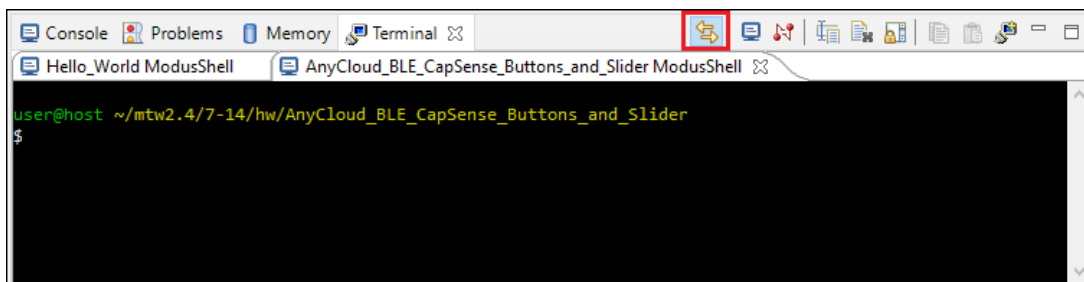 Console Problems Memory Terminal
Hello_World ModusShell AnyCloud_BLE_CapSense_Buttons_and_Slider ModusShell
user@host ~/mtw2.4/7-14/hw/AnyCloud_BLE_CapSense_Buttons_and_Slider
$